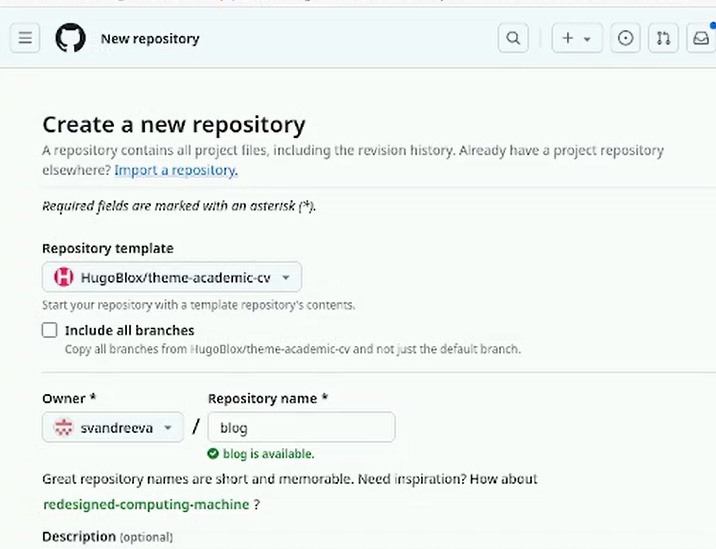 New repository
Create a new repository
A repository contains all project files, including the revision history. Already have a project repository
elsewhere? Import a repository.
Required fields are marked with an asterisk (*).
Repository template
HugoBlox/theme-academic-cv
Start your repository with a template repository's contents.
Include all branches
Copy all branches from HugoBlox/theme-academic-cv and not just the default branch.
Owner * Repository name *
svandreeva / blog
blog is available.
Great repository names are short and memorable. Need inspiration? How about
redesigned-computing-machine ?
Description (optional)